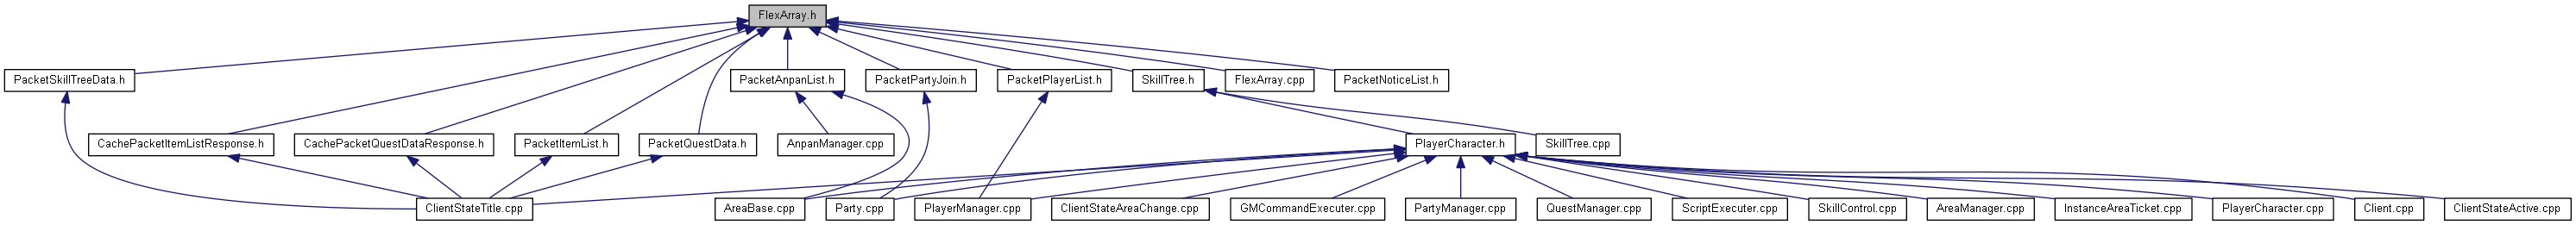 FlexArray.h
PacketSkillTreeData.h
PacketAnpanList.h
PacketPartyJoin.h
PacketPlayerList.h
SkillTree.h
FlexArray.cpp
PacketNoticeList.h
CachePacketItemListResponse.h
CachePacketQuestDataResponse.h
PacketItemList.h
PacketQuestData.h
AnpanManager.cpp
PlayerCharacter.h
SkillTree.cpp
ClientStateTitle.cpp
AreaBase.cpp
Party.cpp
PlayerManager.cpp
ClientStateAreaChange.cpp
GMCommandExecuter.cpp
PartyManager.cpp
QuestManager.cpp
ScriptExecuter.cpp
SkillControl.cpp
AreaManager.cpp
InstanceAreaTicket.cpp
PlayerCharacter.cpp
Client.cpp
ClientStateActive.cpp